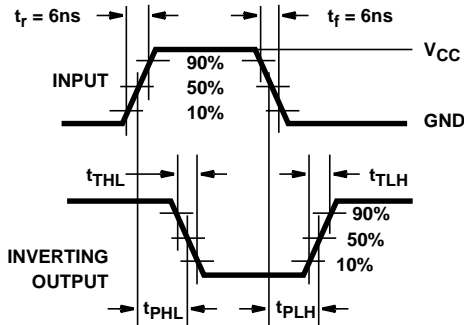 tr = 6ns tf = 6ns
VCC
90%
INPUT 50%
10%
GND
tTHL tTLH
90%
50%
INVERTING 10%
OUTPUT
tPHL tPLH